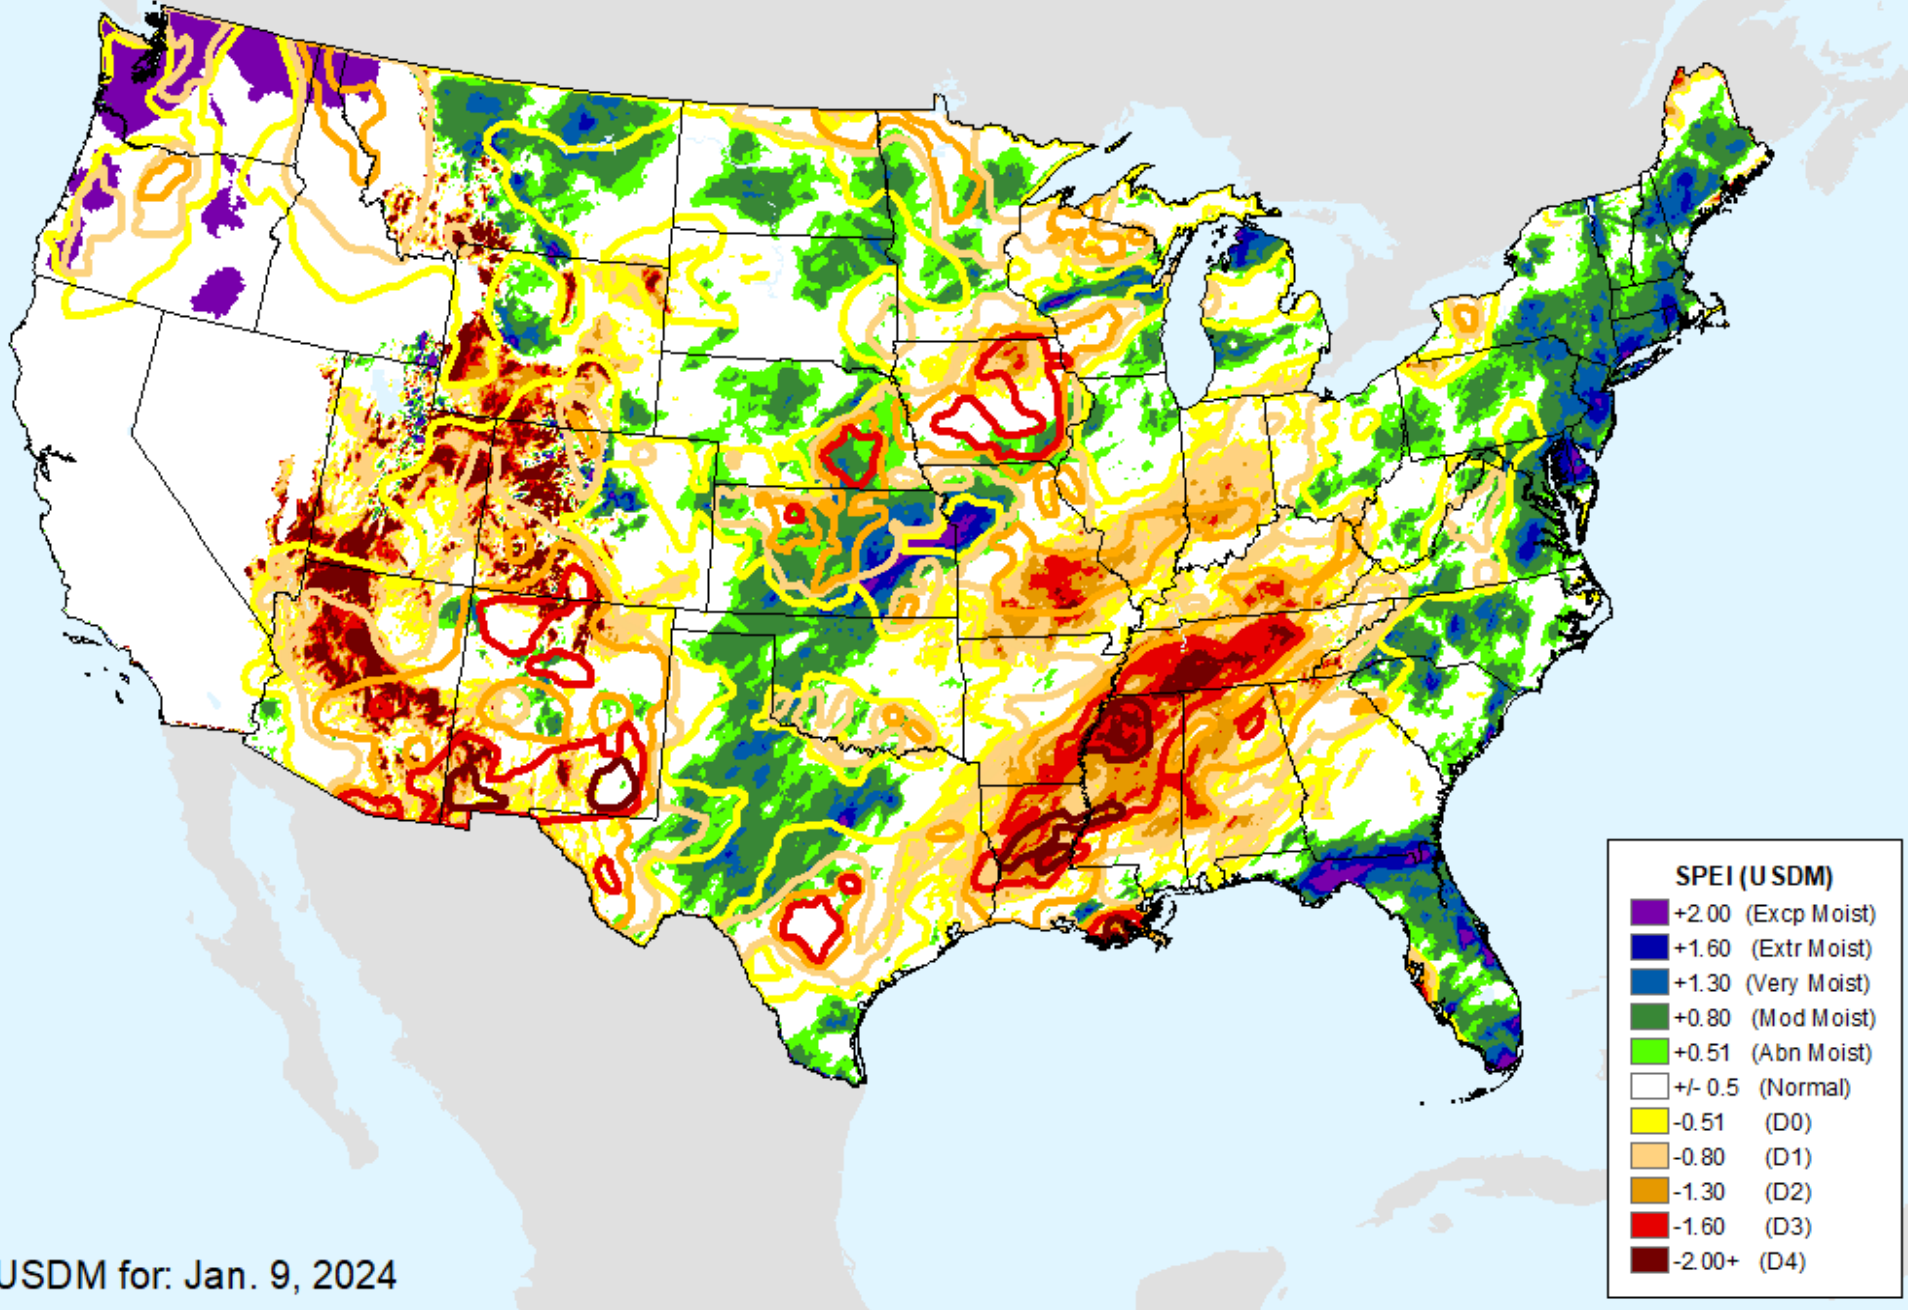 SPEI (USDM)
+2.00 (Excp Moist)
+1.60 (Extr Moist)
+1.30 (Very Moist)
+0.80 (Mod Moist)
+0.51 (Abn Moist)
+/- 0.5 (Normal)
-0.51 (D0)
-0.80 (D1)
-1.30 (D2)
-1.60 (D3)
-2.00+ (D4)
USDM for: Jan. 9, 2024